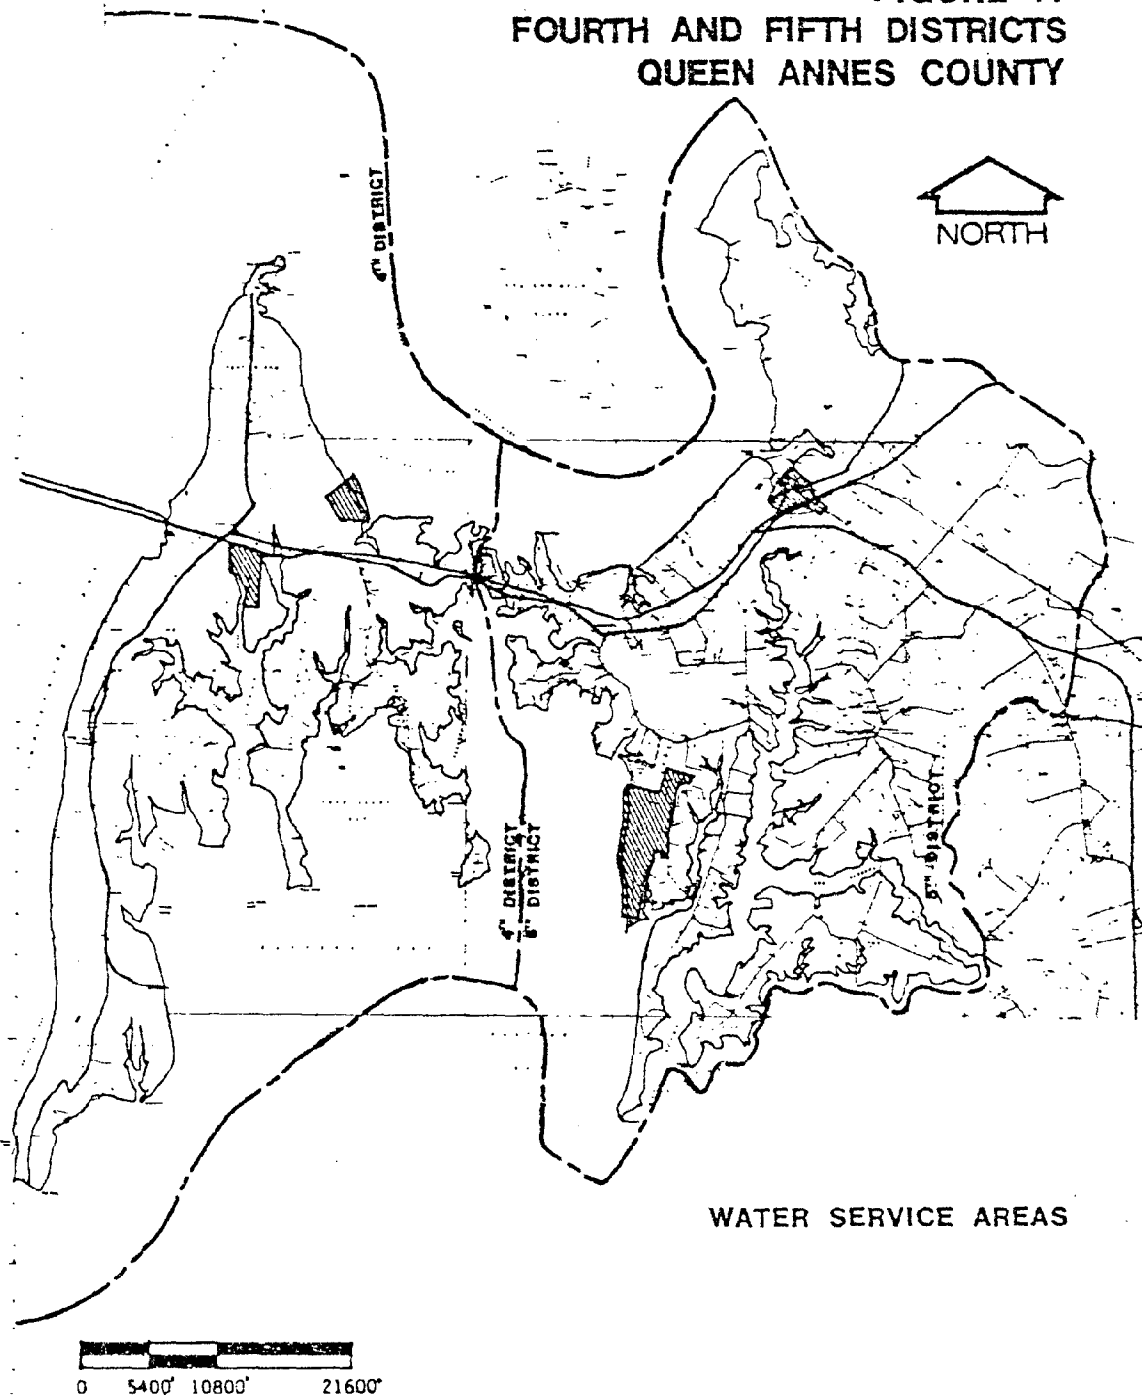 FOURTH AND FIFTH DISTRICTS
QUEEN ANNES COUNTY
NORTH
4TH DISTRICT
4TH DISTRICT
5TH DISTRICT
5TH DISTRICT
WATER SERVICE AREAS
0 5400' 10800' 21600'